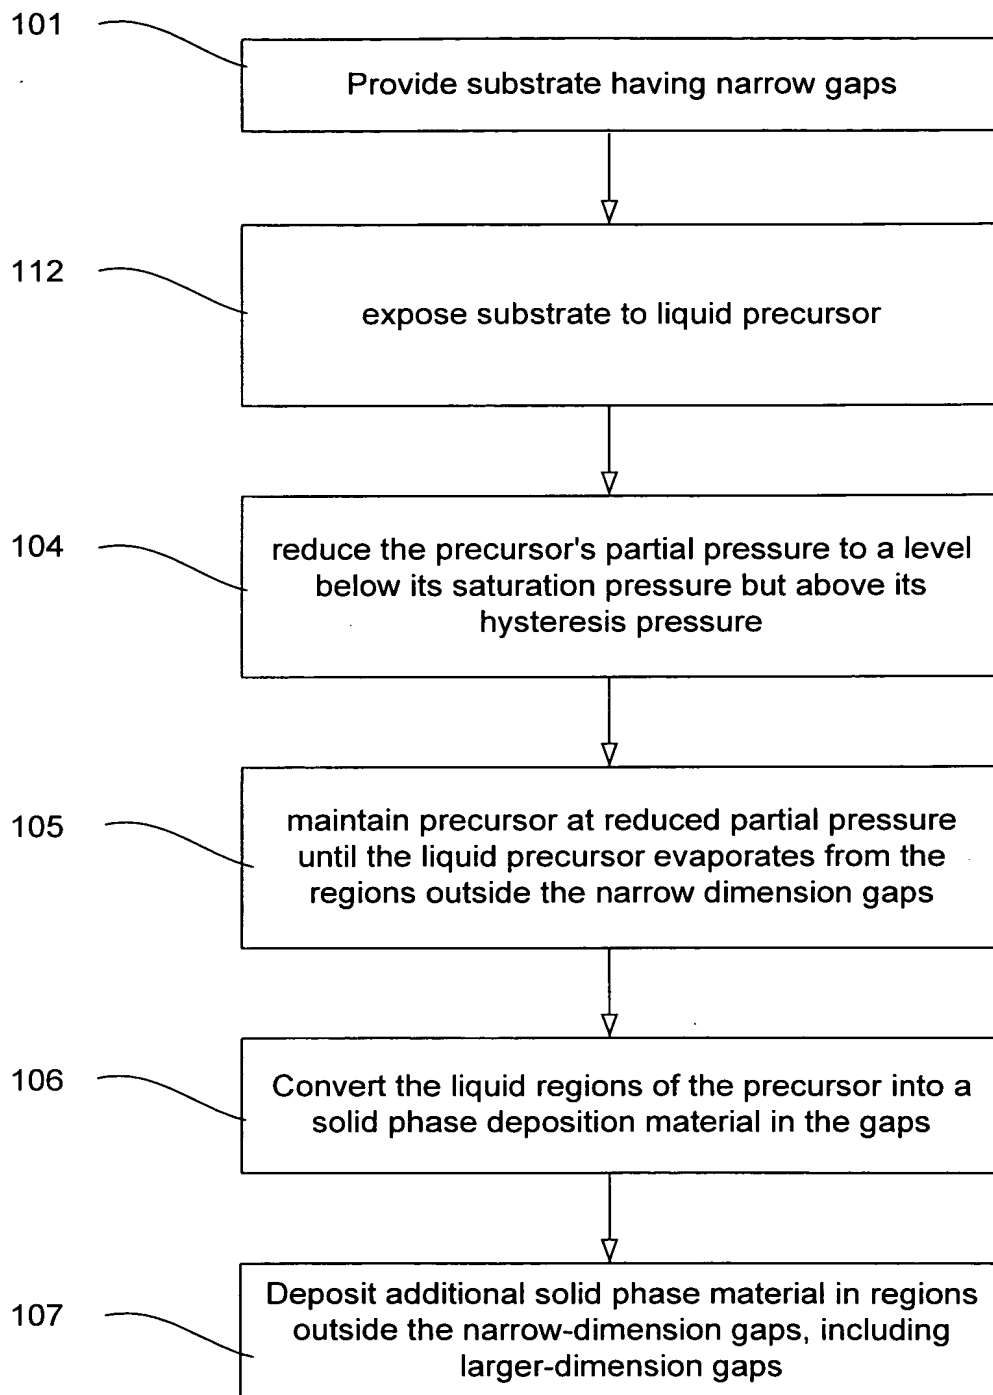 101
Provide substrate having narrow gaps
112
expose substrate to liquid precursor
104
reduce the precursor's partial pressure to a level
below its saturation pressure but above its
hysteresis pressure
105
maintain precursor at reduced partial pressure
until the liquid precursor evaporates from the
regions outside the narrow dimension gaps
106
Convert the liquid regions of the precursor into a
solid phase deposition material in the gaps
107
Deposit additional solid phase material in regions
outside the narrow-dimension gaps, including
larger-dimension gaps